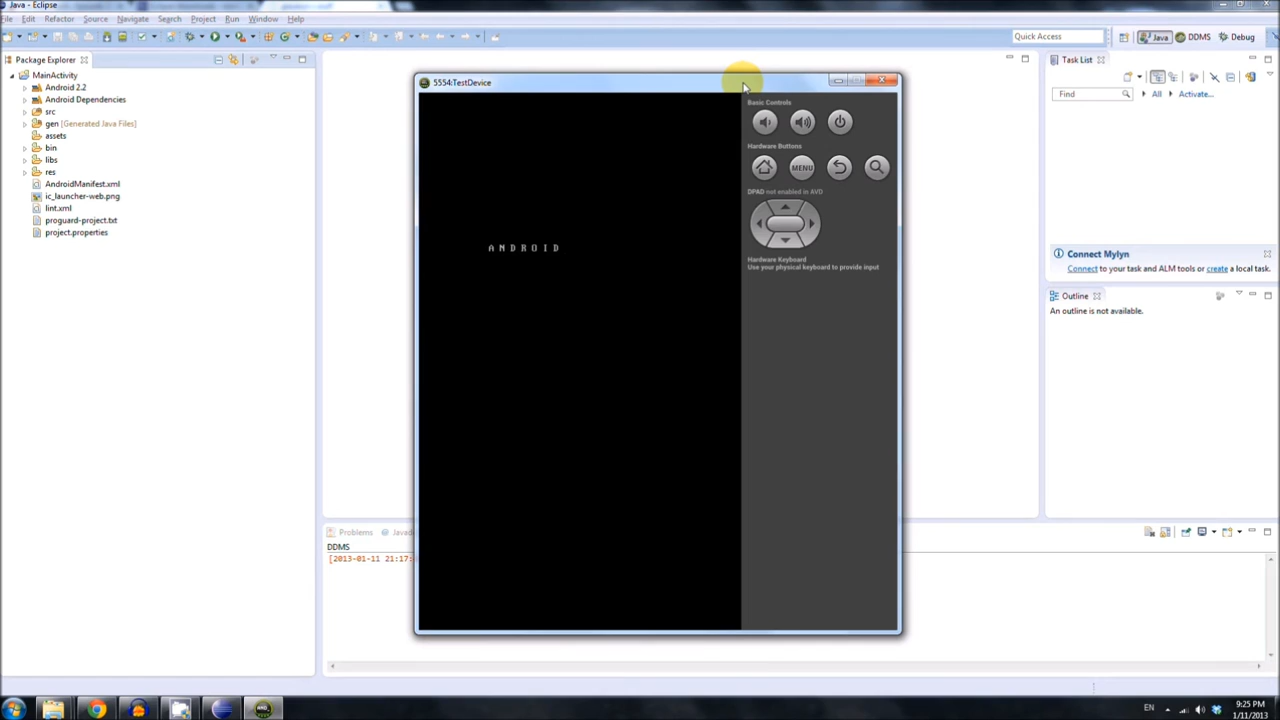 Java - Eclipse
File Edit Refactor Source Navigate Search Project Run Window Help
Quick Access Java DDMS Debug
Package Explorer
MainActivity
Android 2.2
Android Dependencies
src
gen [Generated Java Files]
assets
bin
libs
res
AndroidManifest.xml
ic_launcher-web.png
lint.xml
proguard-project.txt
project.properties
5554:TestDevice
ANDROID
Basic Controls
Hardware Buttons
MENU
DPAD not enabled in AVD
Hardware Keyboard
Use your physical keyboard to provide input
Task List
Find All Activate...
Connect Mylyn
Connect to your task and ALM tools or create a local task.
Outline
An outline is not available.
Problems @ Javad
DDMS
[2013-01-11 21:17:
EN
9:25 PM
1/11/2013